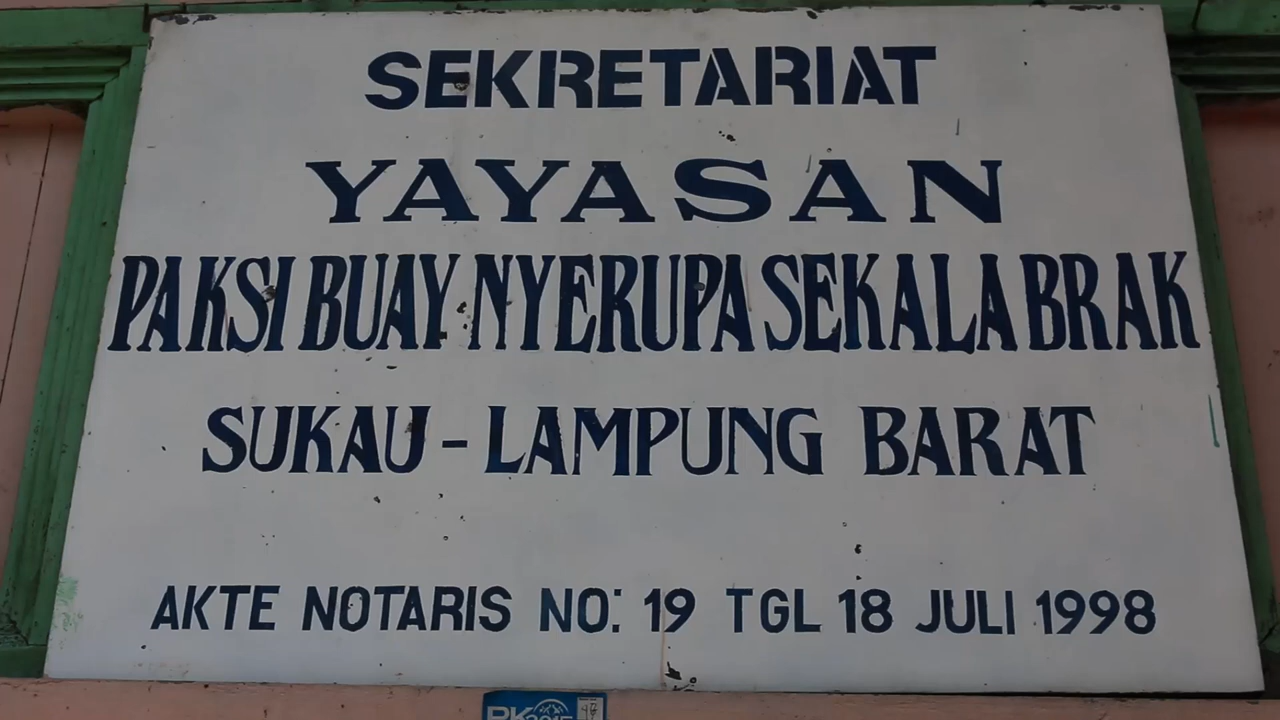 SEKRETARIAT
YAYASAN
PAKSI BUAY NYERUPA SEKALA BRAK
SUKAU - LAMPUNG BARAT
AKTE NOTARIS NO: 19 TGL 18 JULI 1998